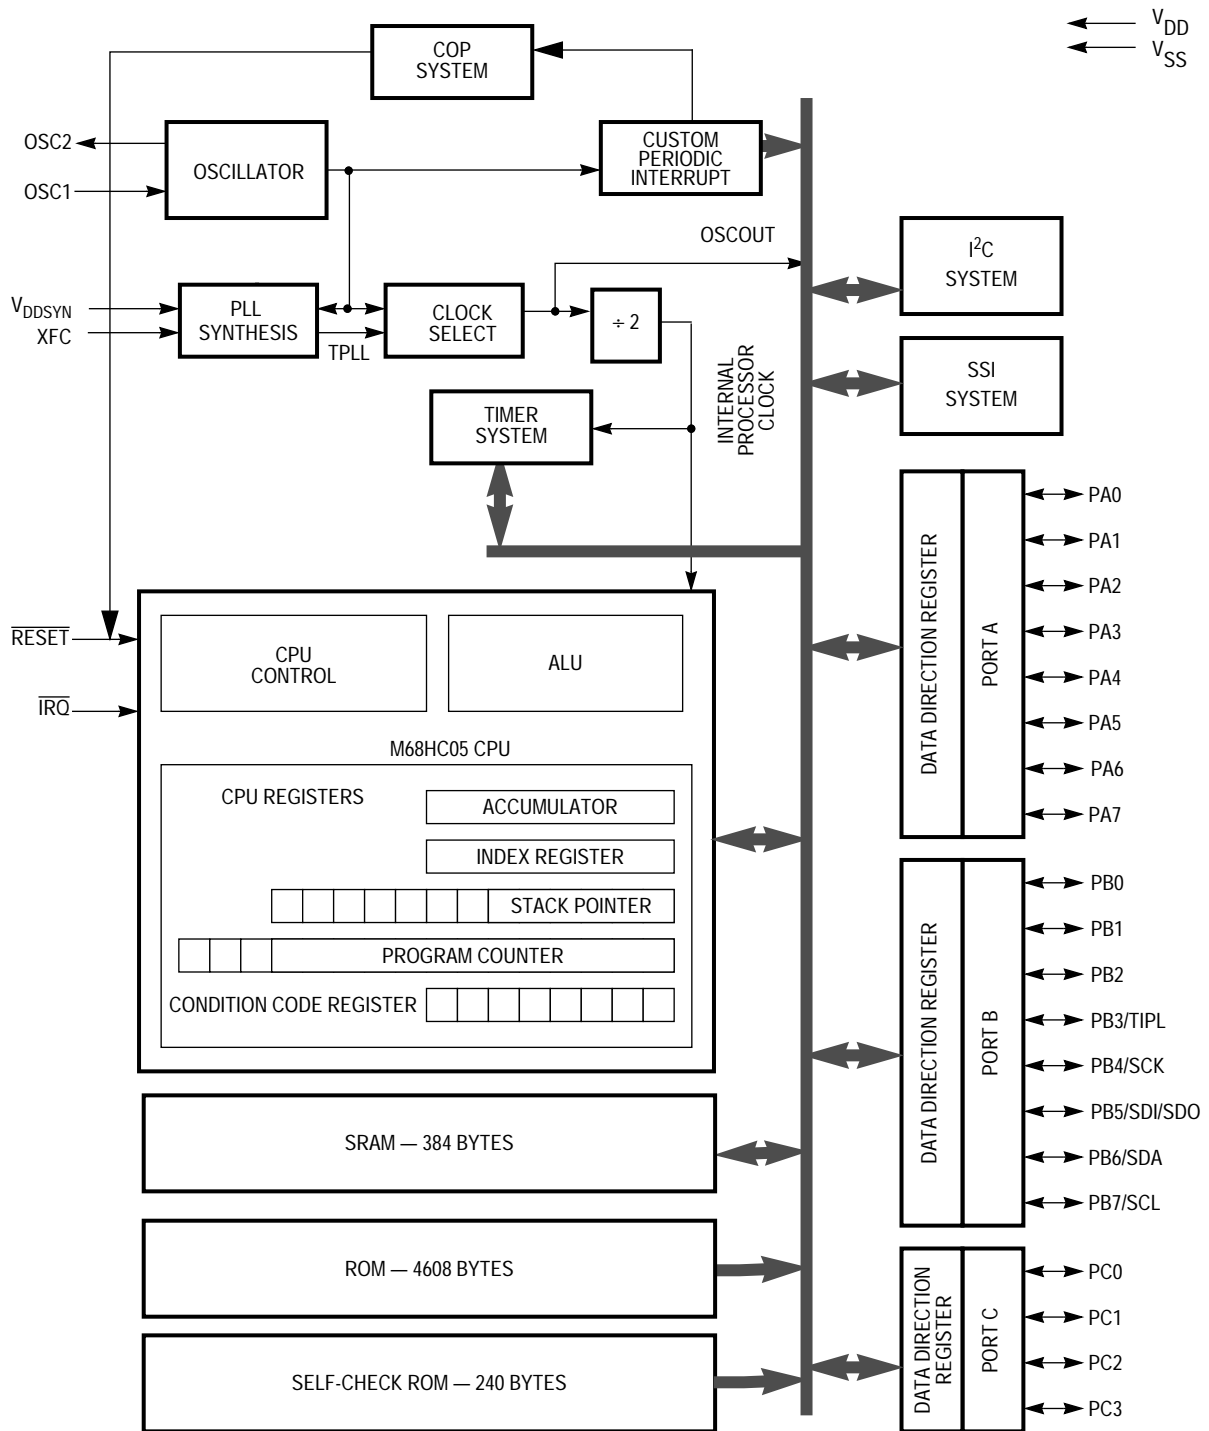 V_DD
V_SS
COP
SYSTEM
OSC2
OSC1
OSCILLATOR
CUSTOM
PERIODIC
INTERRUPT
OSCOUT
I²C
SYSTEM
V_DDSYN
XFC
PLL
SYNTHESIS
TPLL
CLOCK
SELECT
÷ 2
INTERNAL
PROCESSOR
CLOCK
SSI
SYSTEM
TIMER
SYSTEM
DATA DIRECTION REGISTER
PORT A
PA0
PA1
PA2
PA3
PA4
PA5
PA6
PA7
RESET
IRQ
CPU
CONTROL
ALU
M68HC05 CPU
CPU REGISTERS
ACCUMULATOR
INDEX REGISTER
STACK POINTER
PROGRAM COUNTER
CONDITION CODE REGISTER
DATA DIRECTION REGISTER
PORT B
PB0
PB1
PB2
PB3/TIPL
PB4/SCK
PB5/SDI/SDO
PB6/SDA
PB7/SCL
SRAM — 384 BYTES
ROM — 4608 BYTES
SELF-CHECK ROM — 240 BYTES
DATA DIRECTION
REGISTER
PORT C
PC0
PC1
PC2
PC3